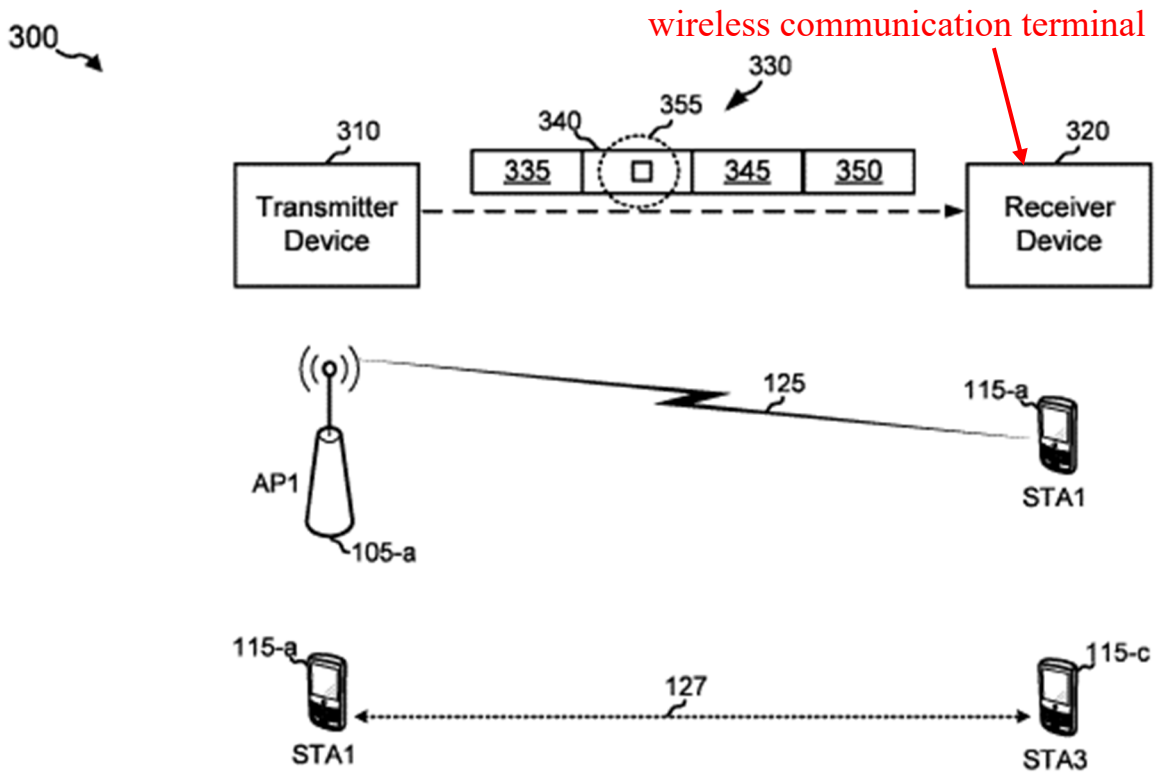 wireless communication terminal
300
330
355
340
310
320
335
345
350
Transmitter
Device
Receiver
Device
125
115-a
AP1
STA1
105-a
115-a
115-c
127
STA1
STA3